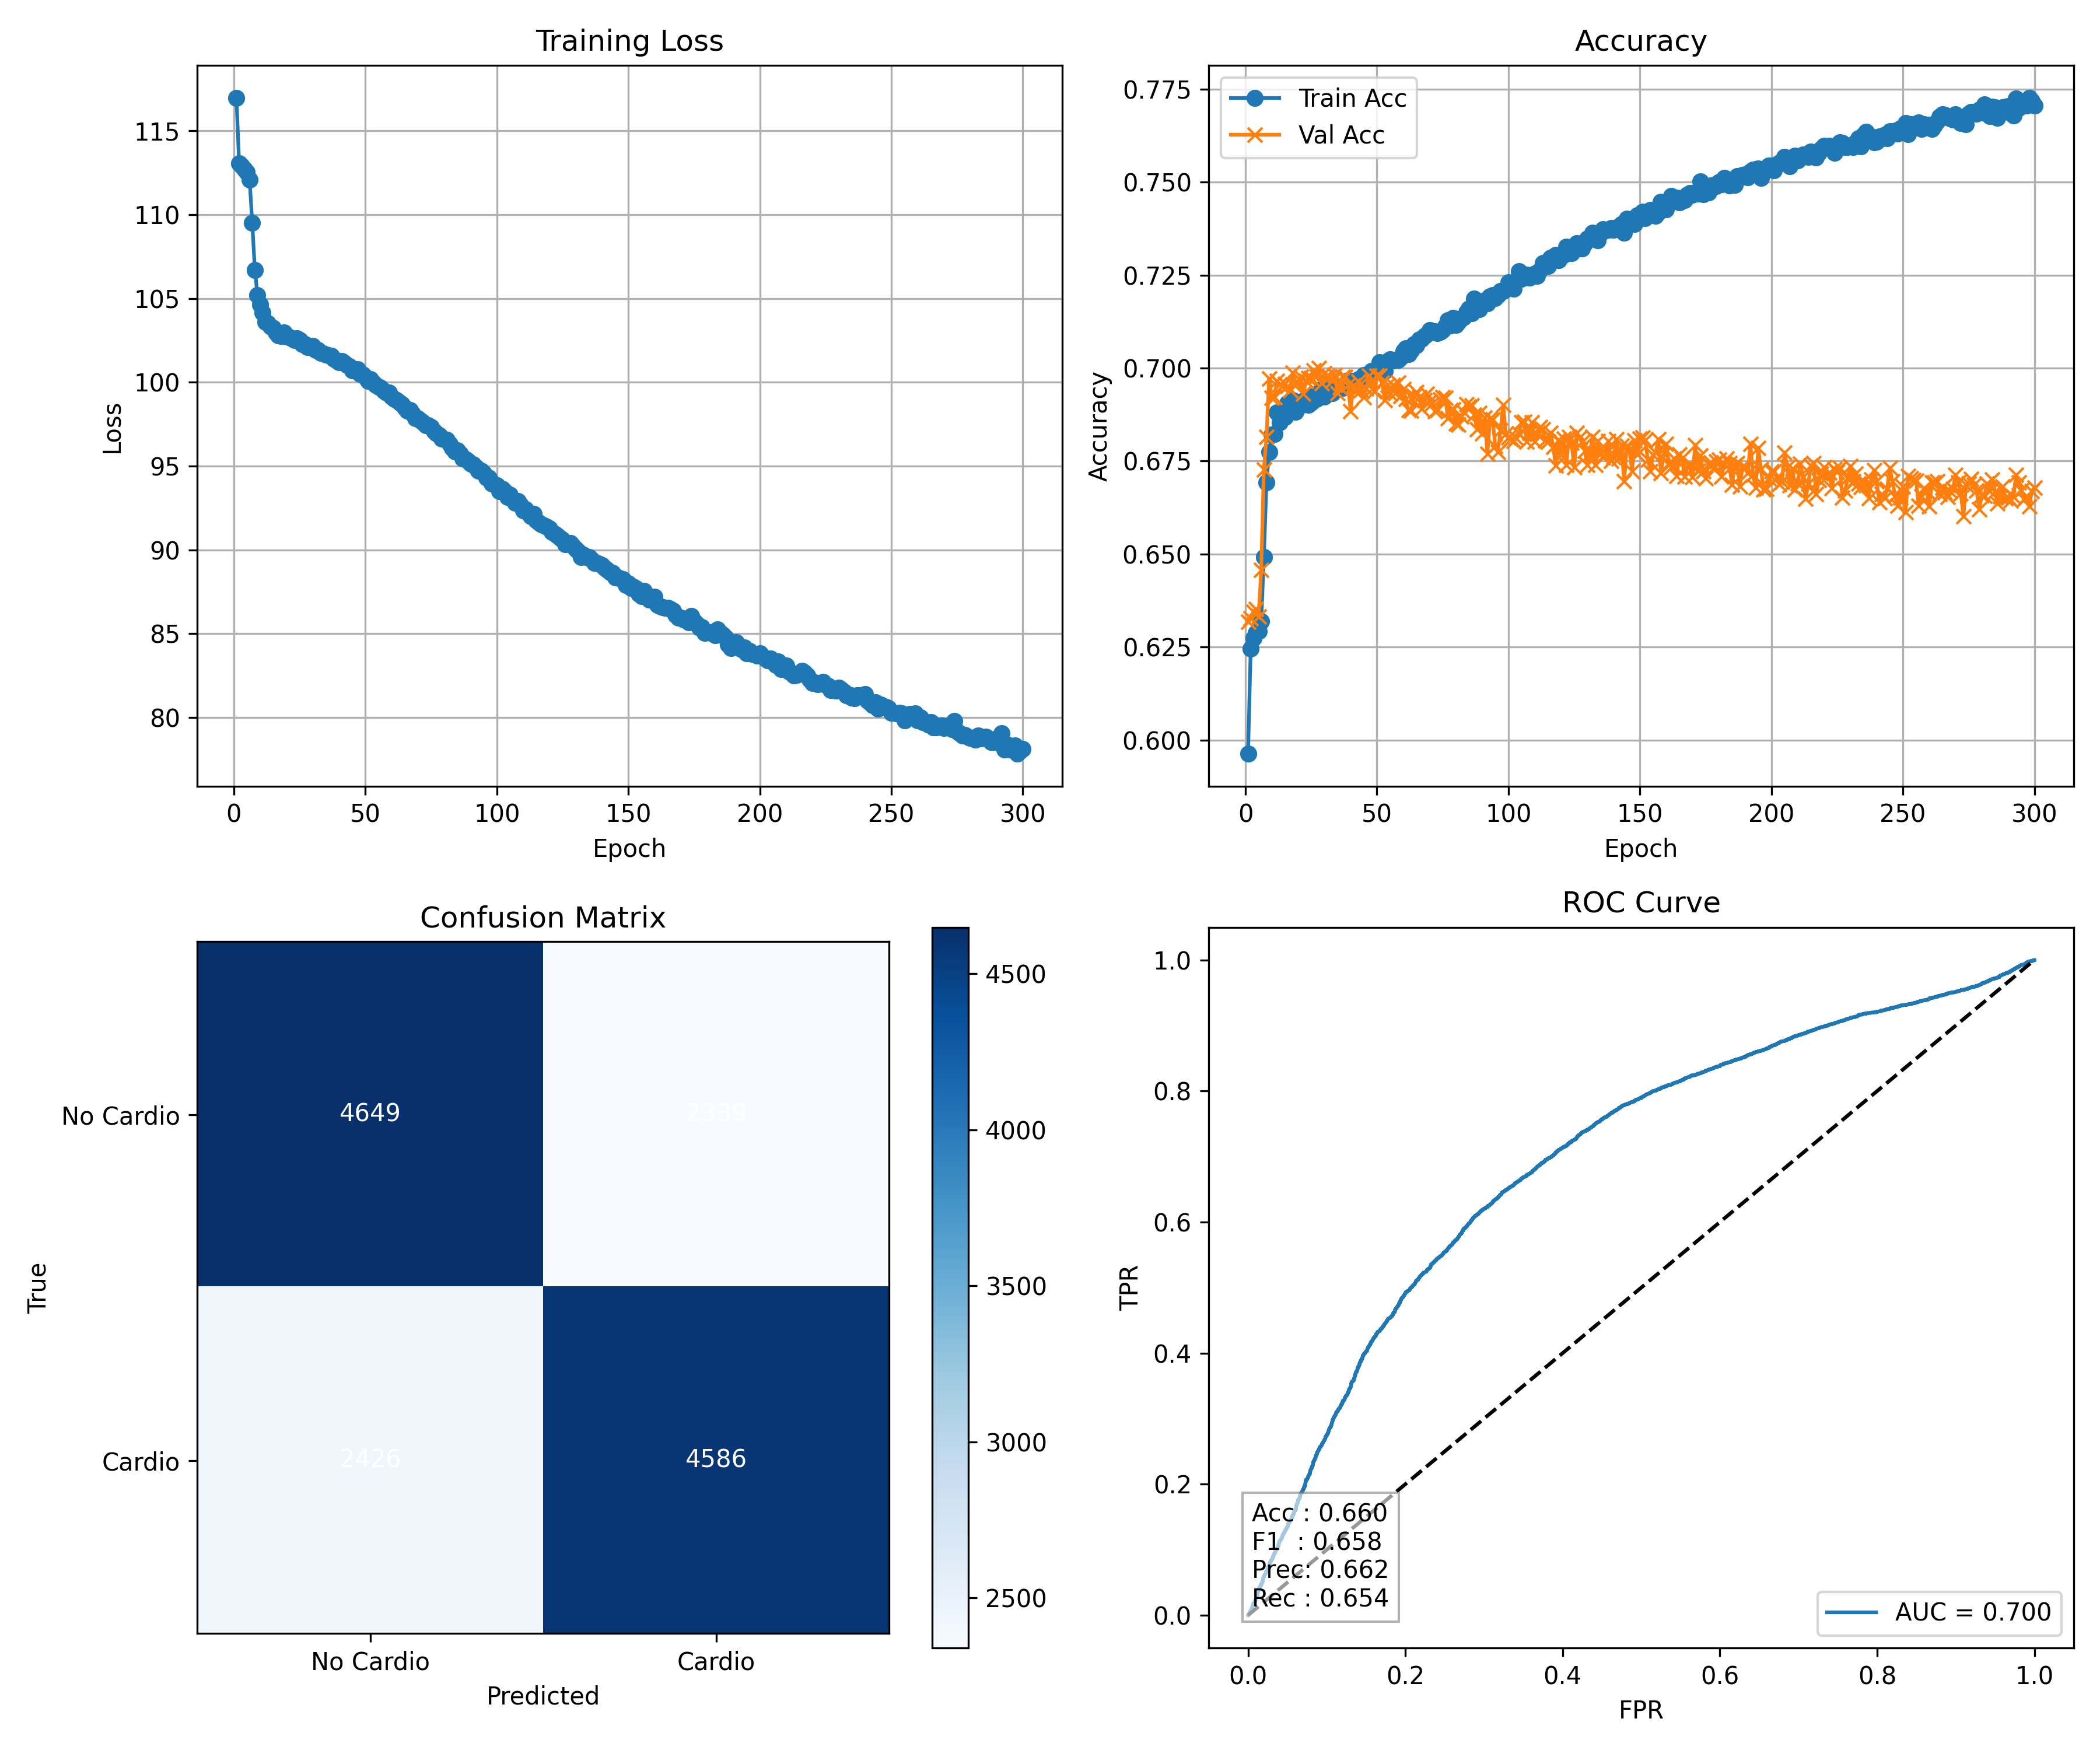 Training Loss
115
110
105
100
95
90
85
80
Loss
0 50 100 150 200 250 300
Epoch
Accuracy
Train Acc
Val Acc
0.775
0.750
0.725
0.700
0.675
0.650
0.625
0.600
Accuracy
0 50 100 150 200 250 300
Epoch
Confusion Matrix
No Cardio
Cardio
True
4649 2339
2426 4586
No Cardio Cardio
Predicted
4500
4000
3500
3000
2500
ROC Curve
1.0
0.8
0.6
0.4
0.2
0.0
TPR
Acc : 0.660
F1 : 0.658
Prec: 0.662
Rec : 0.654
AUC = 0.700
0.0 0.2 0.4 0.6 0.8 1.0
FPR